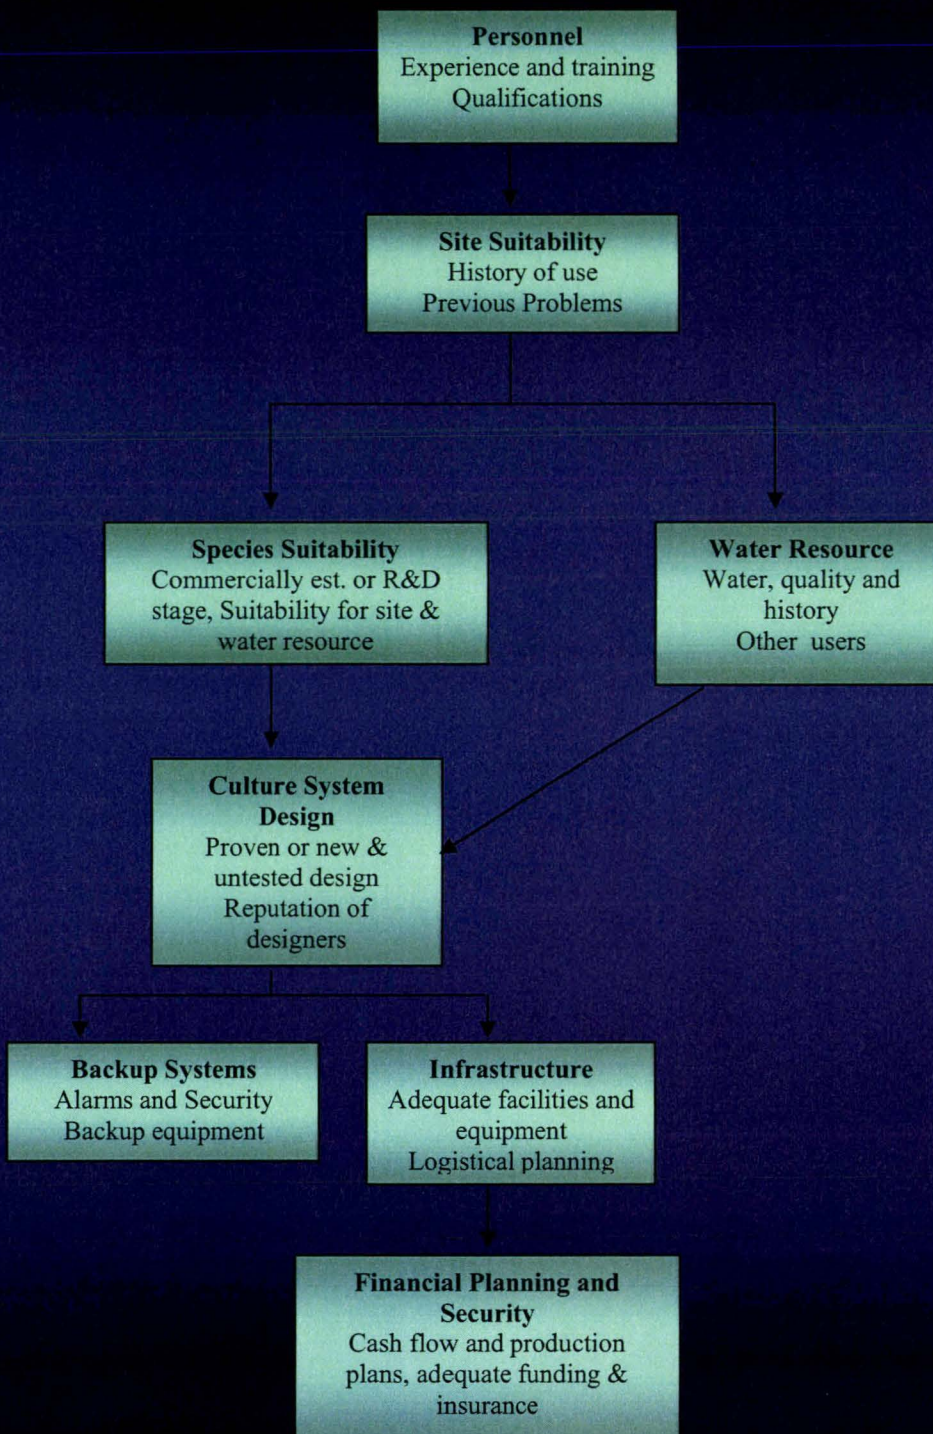 Personnel
Experience and training
Qualifications
Site Suitability
History of use
Previous Problems
Species Suitability
Commercially est. or R&D
stage, Suitability for site &
water resource
Water Resource
Water, quality and
history
Other users
Culture System
Design
Proven or new &
untested design
Reputation of
designers
Backup Systems
Alarms and Security
Backup equipment
Infrastructure
Adequate facilities and
equipment
Logistical planning
Financial Planning and
Security
Cash flow and production
plans, adequate funding &
insurance